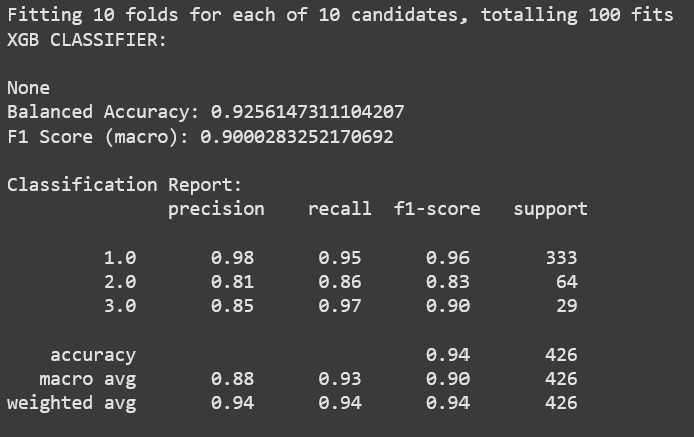 Fitting 10 folds for each of 10 candidates, totalling 100 fits
XGB CLASSIFIER:
None
Balanced Accuracy: 0.9256147311104207
F1 Score (macro): 0.9000283252170692
Classification Report:
precision recall f1-score support
1.0 0.98 0.95 0.96 333
2.0 0.81 0.86 0.83 64
3.0 0.85 0.97 0.90 29
accuracy 0.94 426
macro avg 0.88 0.93 0.90 426
weighted avg 0.94 0.94 0.94 426